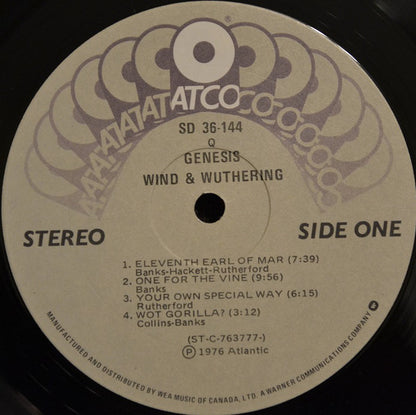 ATCO
®
SD 36-144
Q
GENESIS
WIND & WUTHERING
STEREO
SIDE ONE
1. ELEVENTH EARL OF MAR (7:39)
Banks-Hackett-Rutherford
2. ONE FOR THE VINE (9:56)
Banks
3. YOUR OWN SPECIAL WAY (6:15)
Rutherford
4. WOT GORILLA? (3:12)
Collins-Banks
(ST-C-763777-)
Ⓟ 1976 Atlantic
MANUFACTURED AND DISTRIBUTED BY WEA MUSIC OF CANADA, LTD. A WARNER COMMUNICATIONS COMPANY